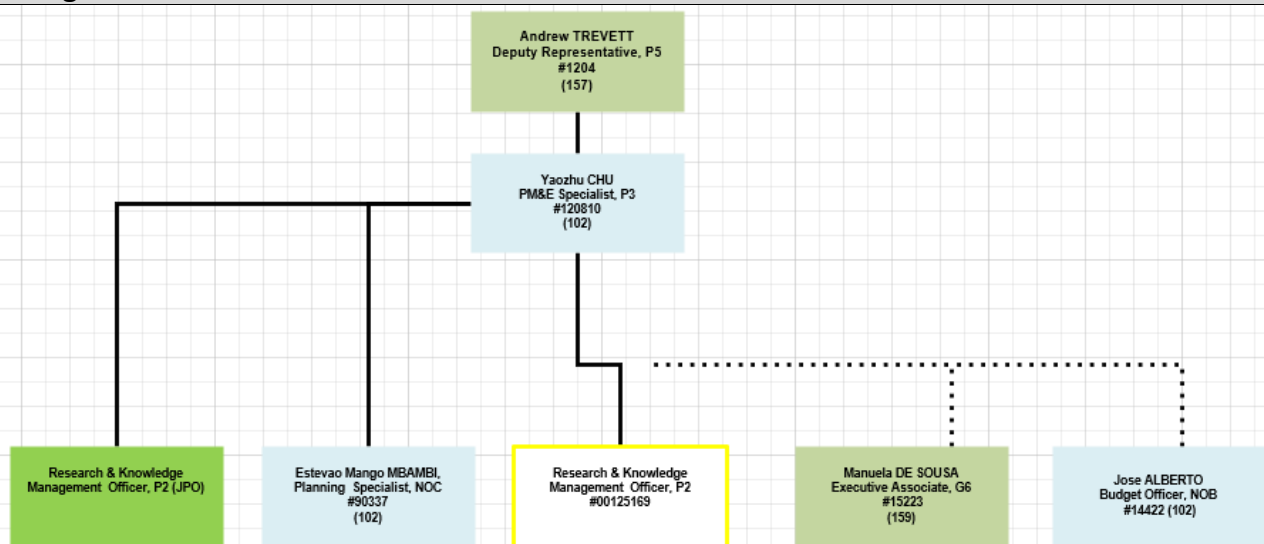 Andrew TREVETT
Deputy Representative, P5
#1204
(157)
Yaozhu CHU
PM&E Specialist, P3
#120810
(102)
Research & Knowledge
Management Officer, P2 (JPO)
Estevao Mango MBAMBI,
Planning Specialist, NOC
#90337
(102)
Research & Knowledge
Management Officer, P2
#00125169
Manuela DE SOUSA
Executive Associate, G6
#15223
(159)
Jose ALBERTO
Budget Officer, NOB
#14422 (102)